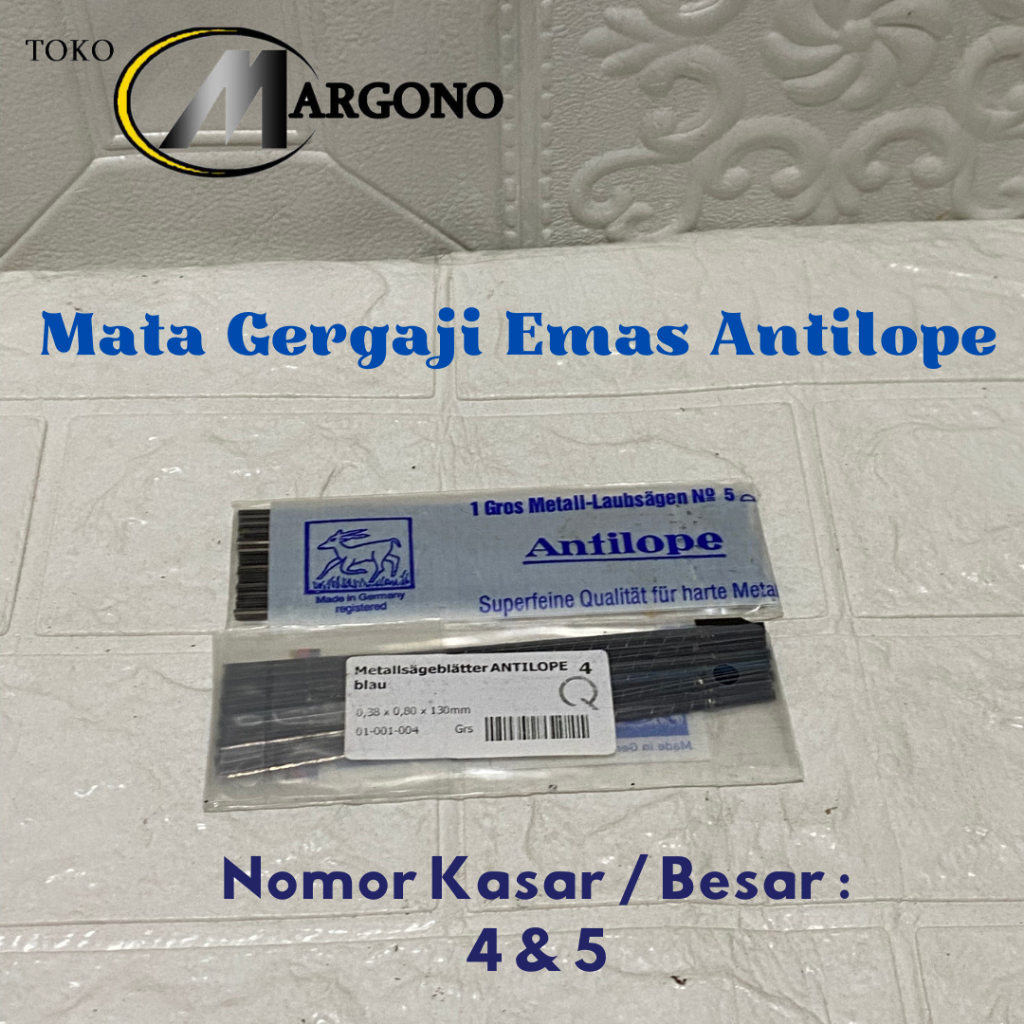 TOKO
MARGONO
Mata Gergaji Emas Antilope
1 Gros Metall-Laubsägen Nº 5
Antilope
Made in Germany
registered
Superfeine Qualität für harte
Metallsägeblätter ANTILOPE 4
blau
Q
0,38 x 0,80 x 130mm
01-001-004 Grs
Made in
Nomor Kasar / Besar :
4 & 5